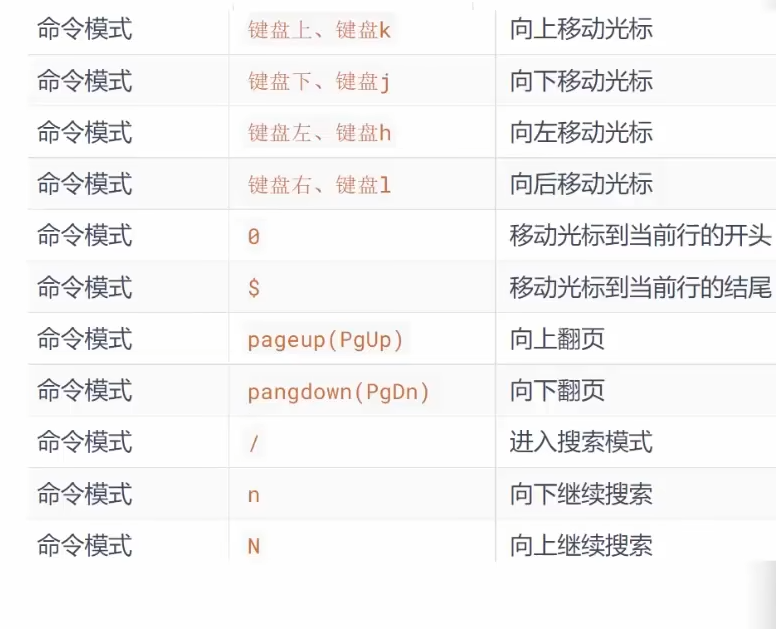 命令模式 键盘上、键盘k 向上移动光标
命令模式 键盘下、键盘j 向下移动光标
命令模式 键盘左、键盘h 向左移动光标
命令模式 键盘右、键盘l 向后移动光标
命令模式 0 移动光标到当前行的开头
命令模式 $ 移动光标到当前行的结尾
命令模式 pageup(PgUp) 向上翻页
命令模式 pangdown(PgDn) 向下翻页
命令模式 / 进入搜索模式
命令模式 n 向下继续搜索
命令模式 N 向上继续搜索